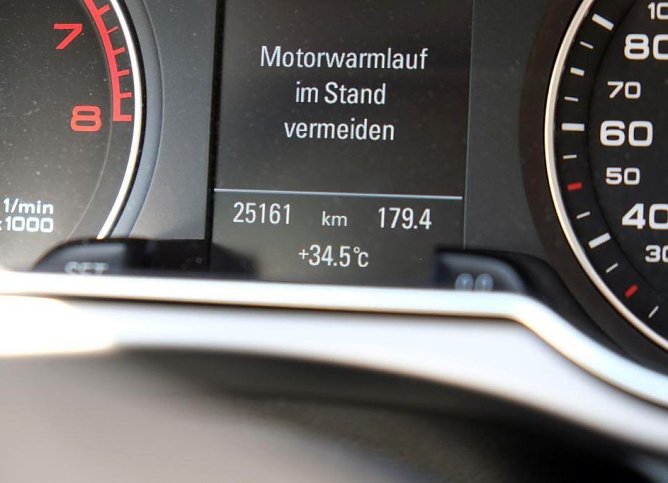 7
8
1/min
x1000
Motorwarmlauf
im Stand
vermeiden
25161 km 179.4
+34.5°C
SET
80
70
60
50
40
30